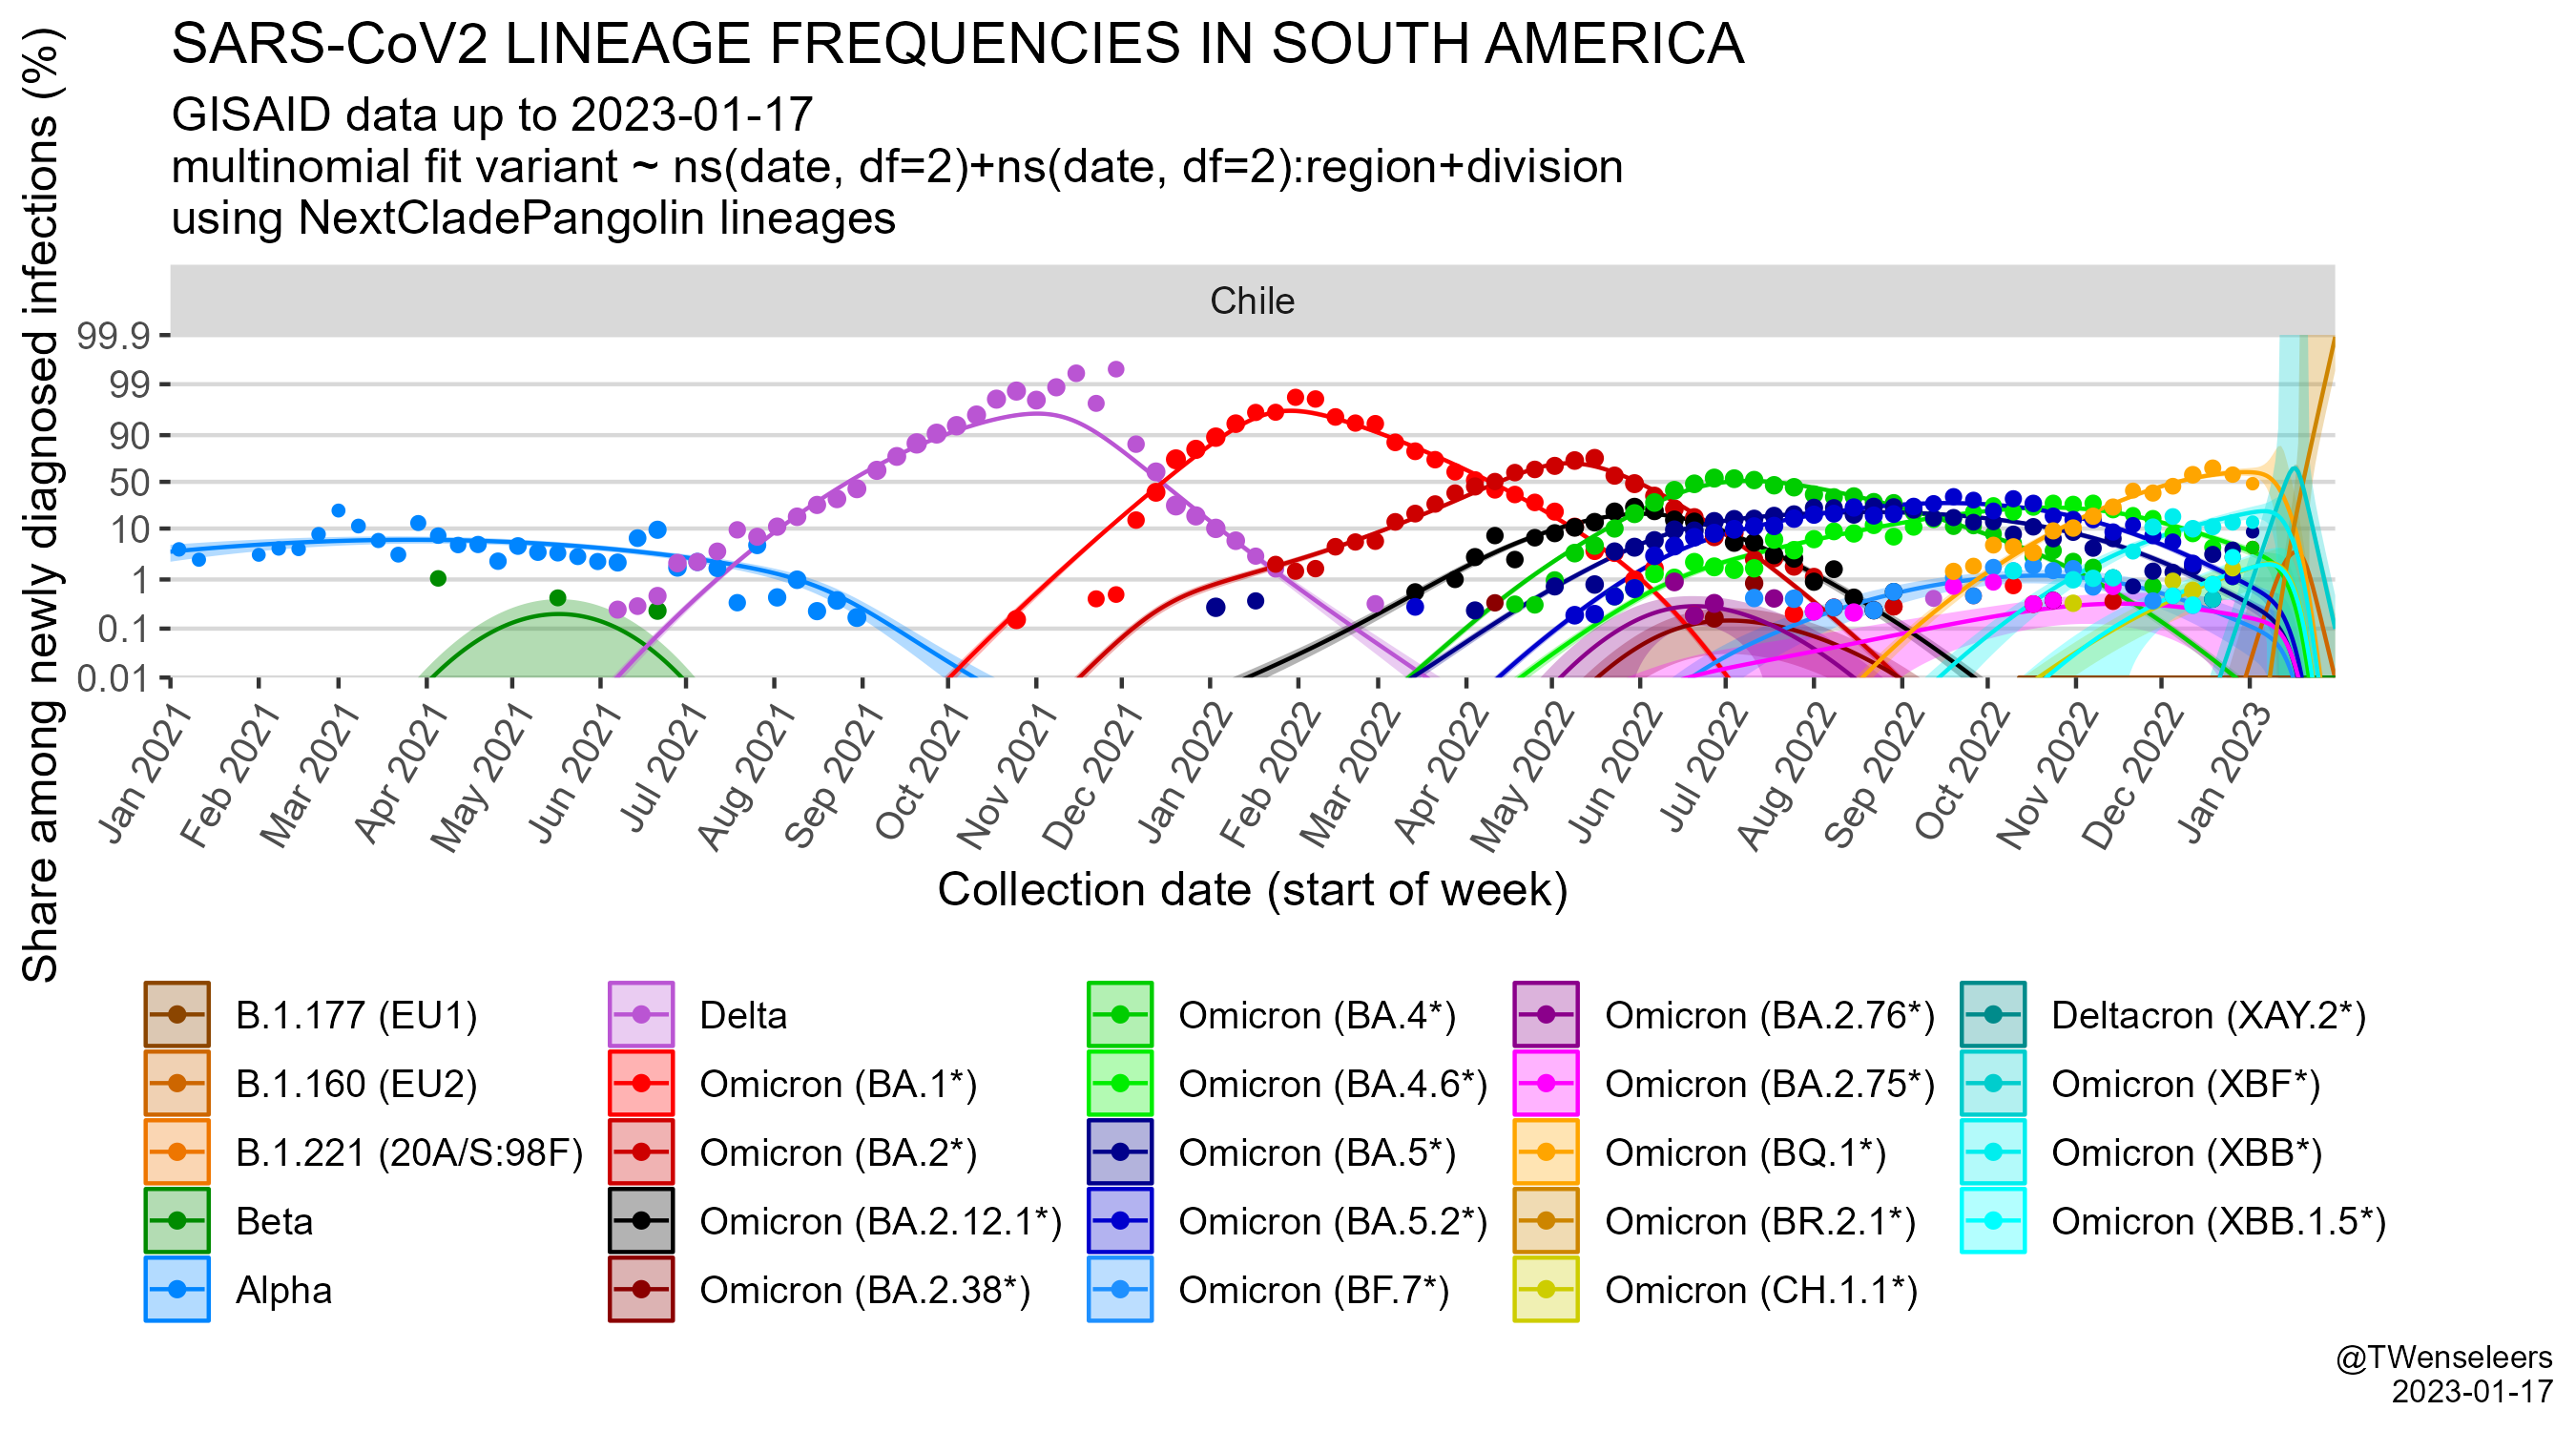 SARS-CoV2 LINEAGE FREQUENCIES IN SOUTH AMERICA
GISAID data up to 2023-01-17
multinomial fit variant ~ ns(date, df=2)+ns(date, df=2):region+division
using NextCladePangolin lineages
Chile
Share among newly diagnosed infections (%)
99.9
99
90
50
10
1
0.1
0.01
Jan 2021
Feb 2021
Mar 2021
Apr 2021
May 2021
Jun 2021
Jul 2021
Aug 2021
Sep 2021
Oct 2021
Nov 2021
Dec 2021
Jan 2022
Feb 2022
Mar 2022
Apr 2022
May 2022
Jun 2022
Jul 2022
Aug 2022
Sep 2022
Oct 2022
Nov 2022
Dec 2022
Jan 2023
Collection date (start of week)
B.1.177 (EU1)
B.1.160 (EU2)
B.1.221 (20A/S:98F)
Beta
Alpha
Delta
Omicron (BA.1*)
Omicron (BA.2*)
Omicron (BA.2.12.1*)
Omicron (BA.2.38*)
Omicron (BA.4*)
Omicron (BA.4.6*)
Omicron (BA.5*)
Omicron (BA.5.2*)
Omicron (BF.7*)
Omicron (BA.2.76*)
Omicron (BA.2.75*)
Omicron (BQ.1*)
Omicron (BR.2.1*)
Omicron (CH.1.1*)
Deltacron (XAY.2*)
Omicron (XBF*)
Omicron (XBB*)
Omicron (XBB.1.5*)
@TWenseleers
2023-01-17